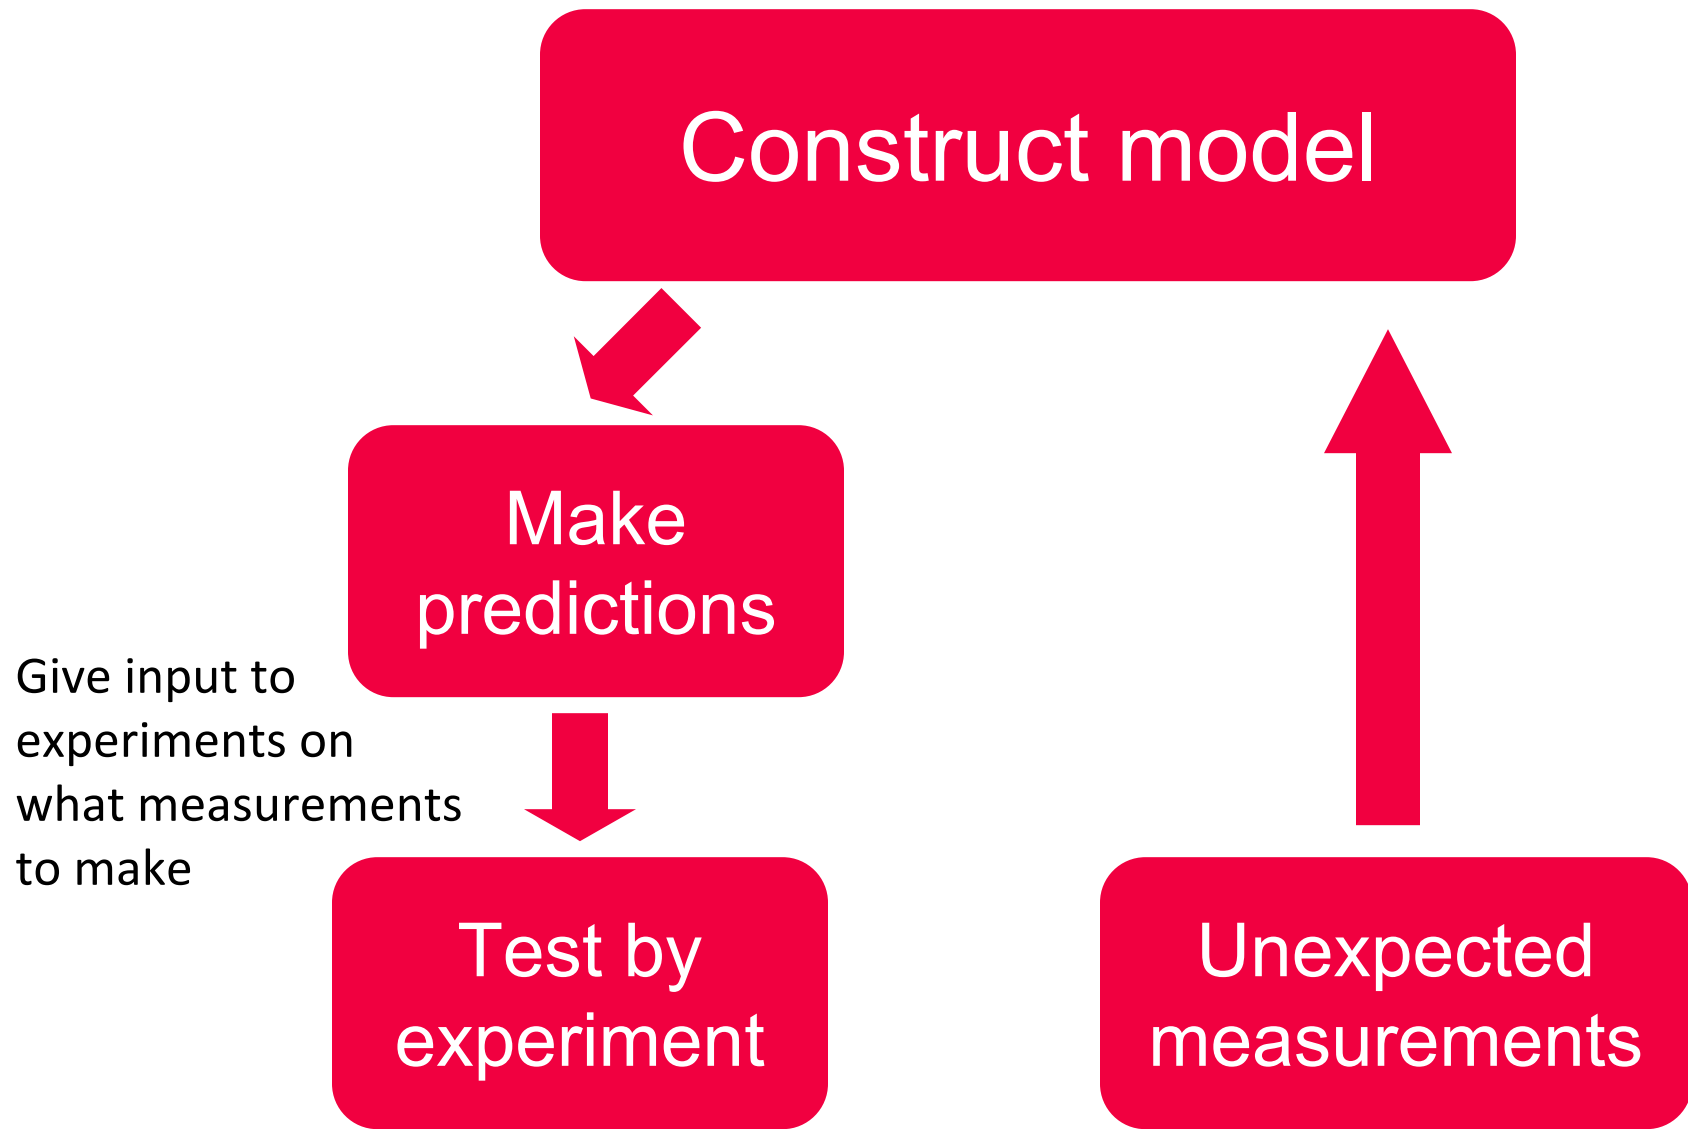 Construct model
Make
predictions
Give input to
experiments on
what measurements
to make
Test by
experiment
Unexpected
measurements